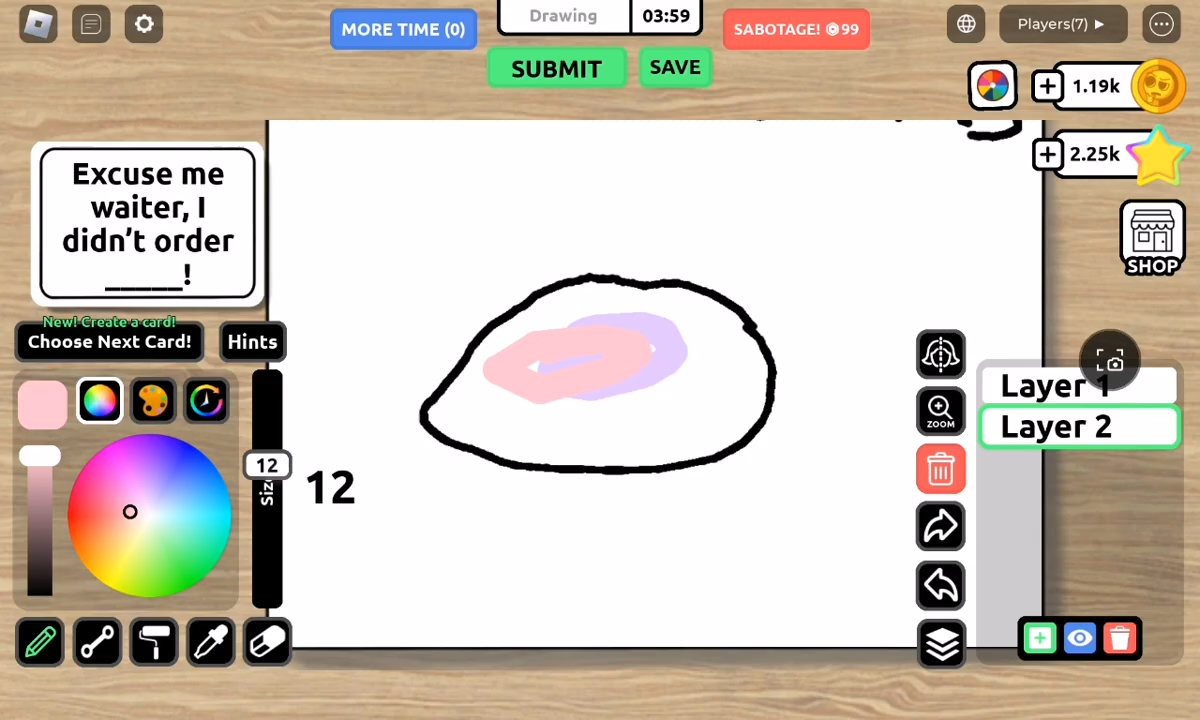 MORE TIME (0)
Drawing
03:59
SABOTAGE! 99
Players(7)
SUBMIT
SAVE
1.19k
2.25k
SHOP
Excuse me
waiter, I
didn't order
_____!
New! Create a card!
Choose Next Card!
Hints
12
Size
12
ZOOM
Layer 1
Layer 2